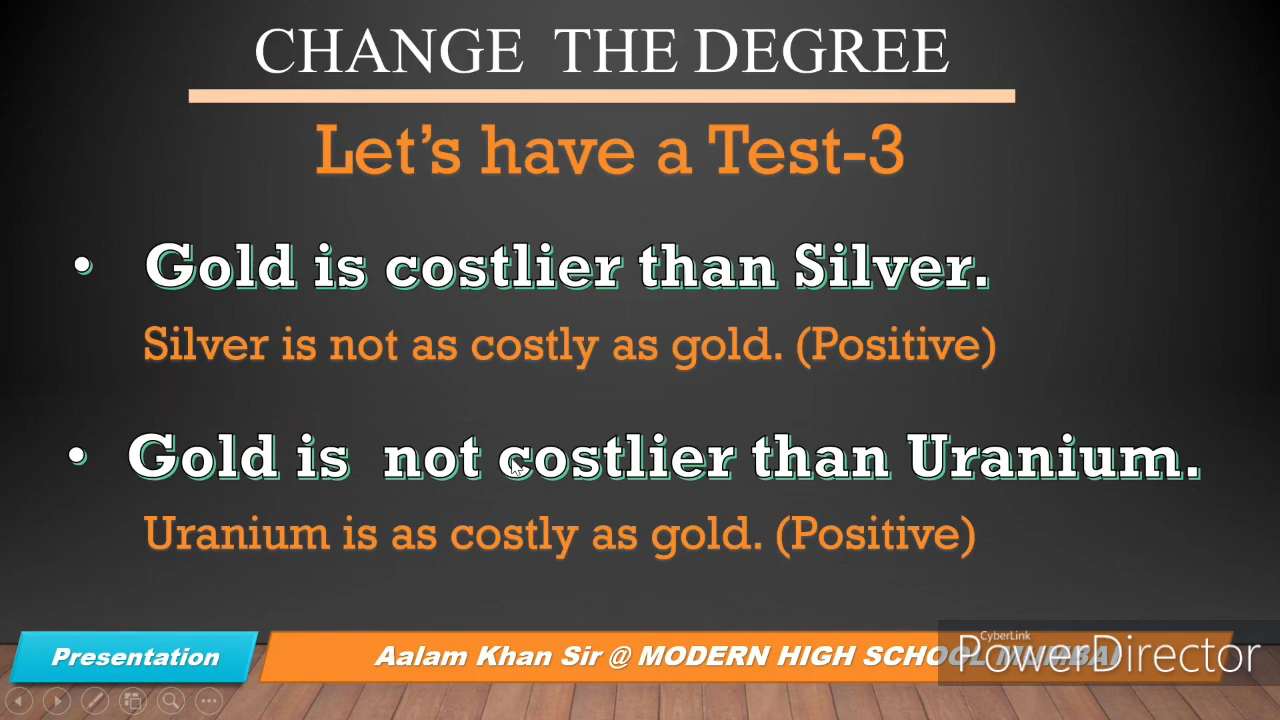 CHANGE THE DEGREE
Let's have a Test-3
• Gold is costlier than Silver.
Silver is not as costly as gold. (Positive)
• Gold is not costlier than Uranium.
Uranium is as costly as gold. (Positive)
Presentation
Aalam Khan Sir @ MODERN HIGH SCHOOL MUMBAI
CyberLink
PowerDirector